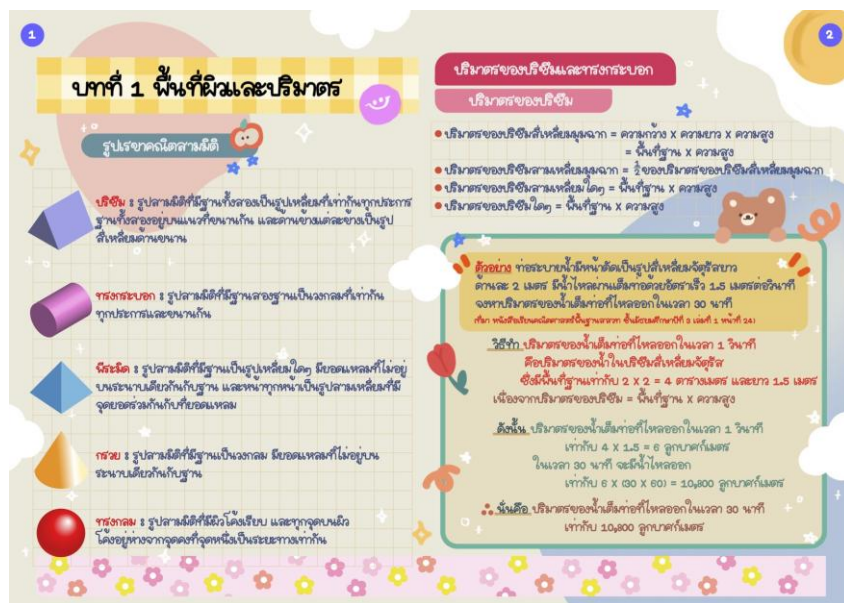 1
บทที่ 1 พื้นที่ผิวและปริมาตร
รูปเรขาคณิตสามมิติ
ปริซึม : รูปสามมิติที่มีฐานทั้งสองเป็นรูปเหลี่ยมที่เท่ากันทุกประการ
ฐานทั้งสองอยู่บนแนวที่ขนานกัน และด้านข้างแต่ละข้างเป็นรูป
สี่เหลี่ยมด้านขนาน
ทรงกระบอก : รูปสามมิติที่มีฐานสองฐานเป็นวงกลมที่เท่ากัน
ทุกประการและขนานกัน
พีระมิด : รูปสามมิติที่มีฐานเป็นรูปเหลี่ยมใดๆ มียอดแหลมที่ไม่อยู่
บนระนาบเดียวกันกับฐาน และหน้าทุกหน้าเป็นรูปสามเหลี่ยมที่มี
จุดยอดร่วมกันกับที่ยอดแหลม
กรวย : รูปสามมิติที่มีฐานเป็นวงกลม มียอดแหลมที่ไม่อยู่บน
ระนาบเดียวกันกับฐาน
ทรงกลม : รูปสามมิติที่มีผิวโค้งเรียบ และทุกจุดบนผิว
โค้งอยู่ห่างจากจุดคงที่จุดหนึ่งเป็นระยะทางเท่ากัน
2
ปริมาตรของปริซึมและทรงกระบอก
ปริมาตรของปริซึม
ปริมาตรของปริซึมสี่เหลี่ยมมุมฉาก = ความกว้าง x ความยาว x ความสูง
= พื้นที่ฐาน x ความสูง
ปริมาตรของปริซึมสามเหลี่ยมมุมฉาก = ½ของปริมาตรของปริซึมสี่เหลี่ยมมุมฉาก
ปริมาตรของปริซึมสามเหลี่ยมใดๆ = พื้นที่ฐาน x ความสูง
ปริมาตรของปริซึมใดๆ = พื้นที่ฐาน x ความสูง
ตัวอย่าง ท่อระบายน้ำมีหน้าตัดเป็นรูปสี่เหลี่ยมจัตุรัสยาว
ด้านละ 2 เมตร มีน้ำไหลผ่านเต็มท่อด้วยอัตราเร็ว 1.5 เมตรต่อวินาที
จงหาปริมาตรของน้ำเต็มท่อที่ไหลออกในเวลา 30 นาที
(ที่มา หนังสือเรียนคณิตศาสตร์พื้นฐานสสวท ชั้นมัธยมศึกษาปีที่ 3 เล่มที่ 1 หน้าที่ 24)
วิธีทำ ปริมาตรของน้ำเต็มท่อที่ไหลออกในเวลา 1 วินาที
คือปริมาตรของน้ำในปริซึมสี่เหลี่ยมจัตุรัส
ซึ่งมีพื้นที่ฐานเท่ากับ 2 x 2 = 4 ตารางเมตร และยาว 1.5 เมตร
เนื่องจากปริมาตรของปริซึม = พื้นที่ฐาน x ความสูง
ดังนั้น ปริมาตรของน้ำเต็มท่อที่ไหลออกในเวลา 1 วินาที
เท่ากับ 4 x 1.5 = 6 ลูกบาศก์เมตร
ในเวลา 30 นาที จะมีน้ำไหลออก
เท่ากับ 6 x (30 x 60) = 10,800 ลูกบาศก์เมตร
∴ นั่นคือ ปริมาตรของน้ำเต็มท่อที่ไหลออกในเวลา 30 นาที
เท่ากับ 10,800 ลูกบาศก์เมตร